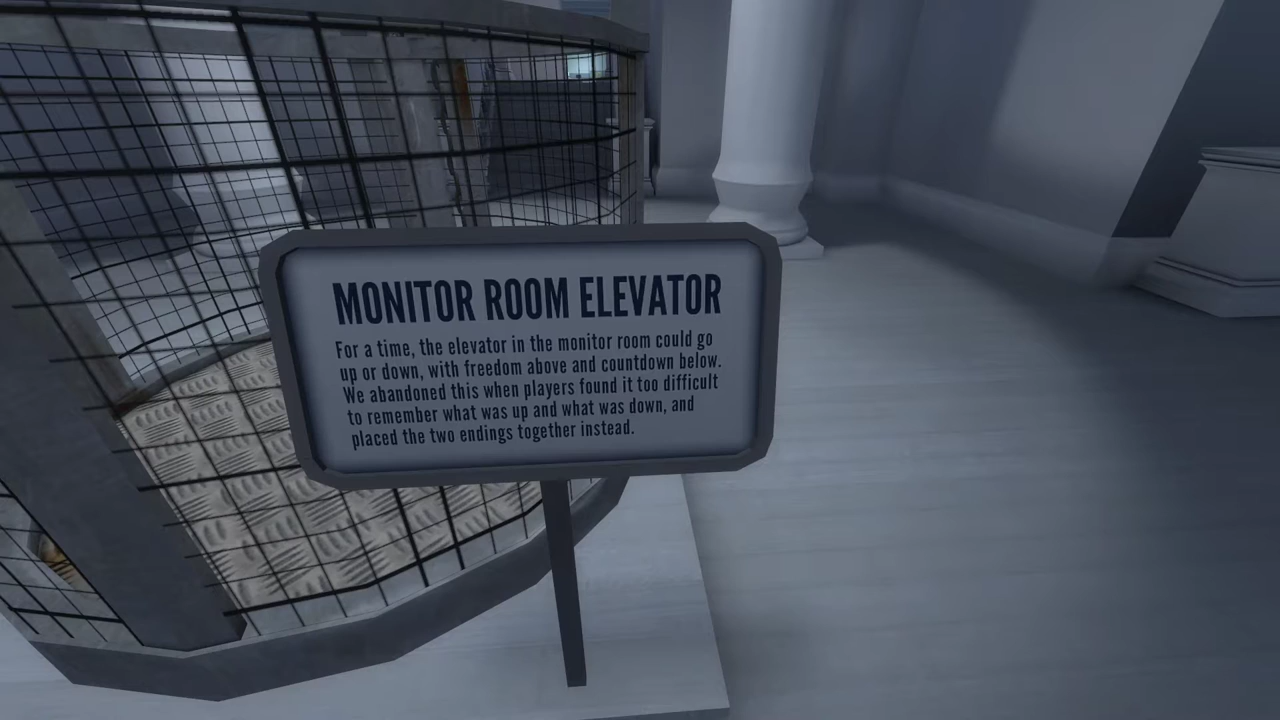 MONITOR ROOM ELEVATOR
For a time, the elevator in the monitor room could go
up or down, with freedom above and countdown below.
We abandoned this when players found it too difficult
to remember what was up and what was down, and
placed the two endings together instead.